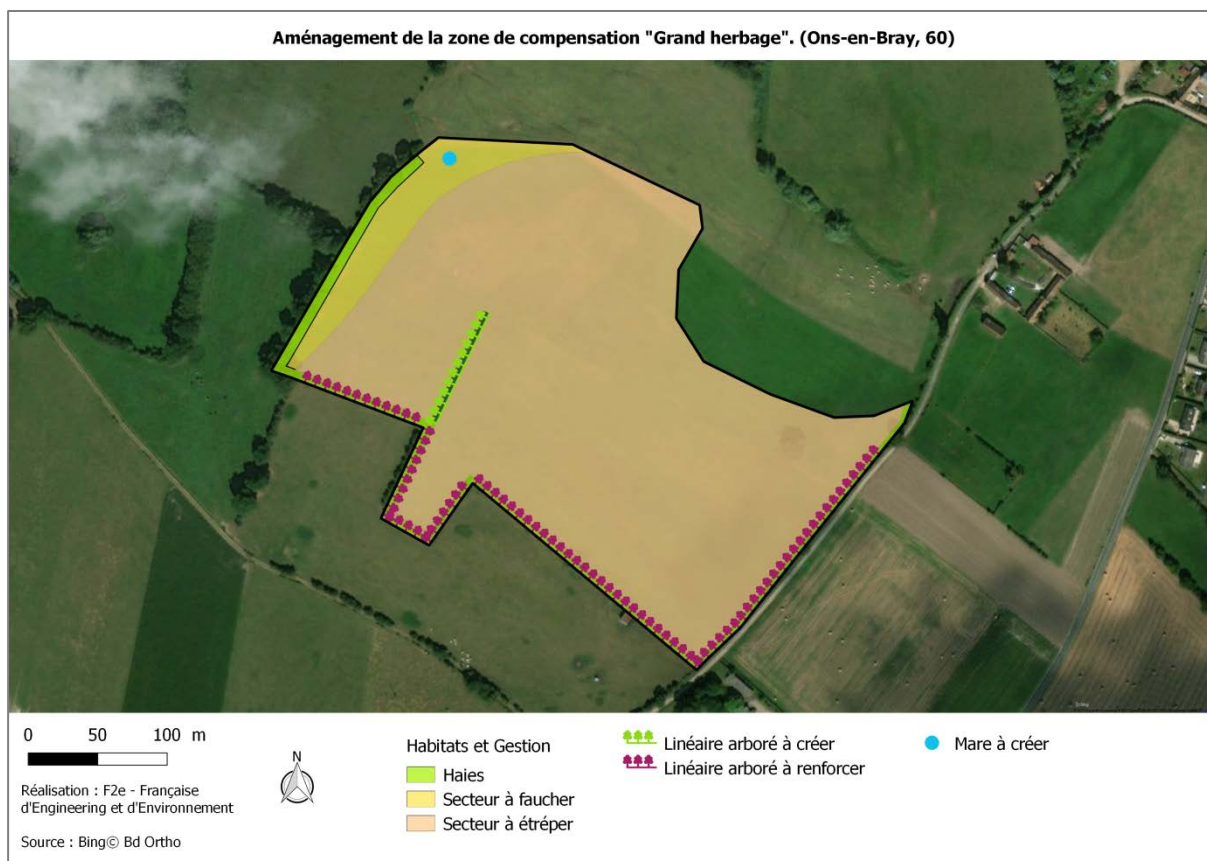 Aménagement de la zone de compensation "Grand herbage". (Ons-en-Bray, 60)
0 50 100 m
N
Réalisation : F2e - Française
d'Engineering et d'Environnement
Source : Bing© Bd Ortho
Habitats et Gestion
Haies
Secteur à faucher
Secteur à étréper
Linéaire arboré à créer
Linéaire arboré à renforcer
Mare à créer